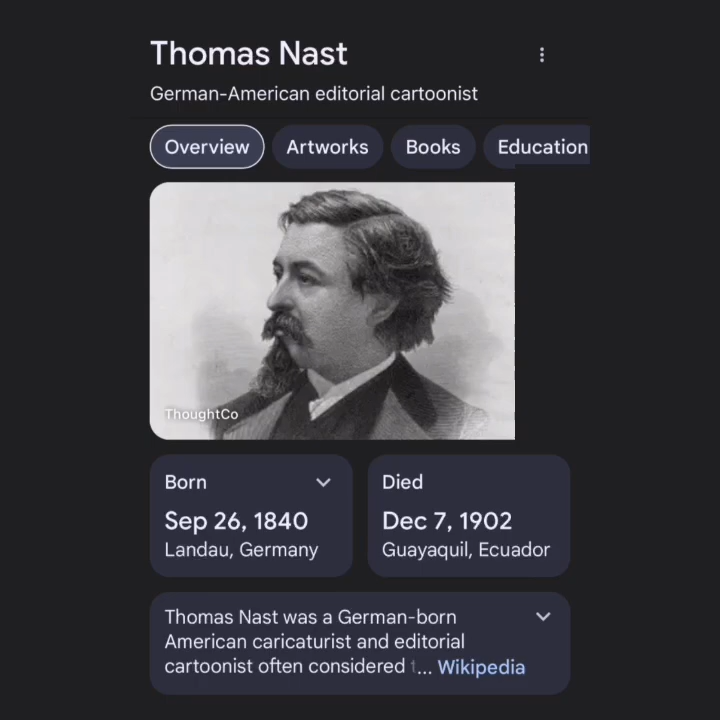 Thomas Nast
German-American editorial cartoonist
Overview Artworks Books Education
ThoughtCo
Born Died
Sep 26, 1840 Dec 7, 1902
Landau, Germany Guayaquil, Ecuador
Thomas Nast was a German-born
American caricaturist and editorial
cartoonist often considered t... Wikipedia